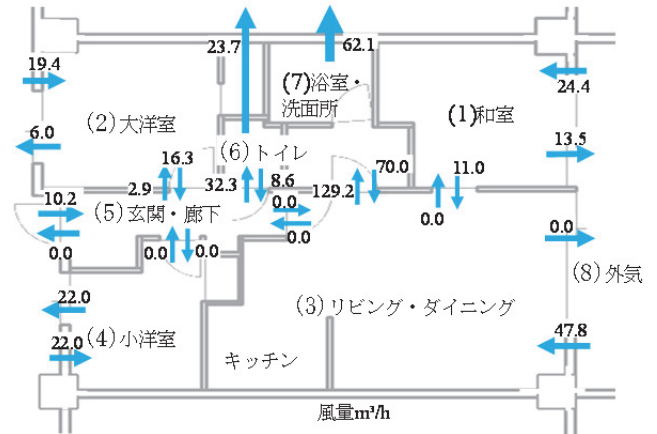 23.7
62.1
19.4
(7)浴室・
洗面所
24.4
(2)大洋室
(1)和室
6.0
13.5
16.3
(6)トイレ
70.0
11.0
2.9
32.3
8.6
129.2
10.2
0.0
0.0
(5)玄関・廊下
0.0
0.0
0.0
0.0
0.0
(8)外気
22.0
(3)リビング・ダイニング
47.8
(4)小洋室
22.0
キッチン
風量m³/h